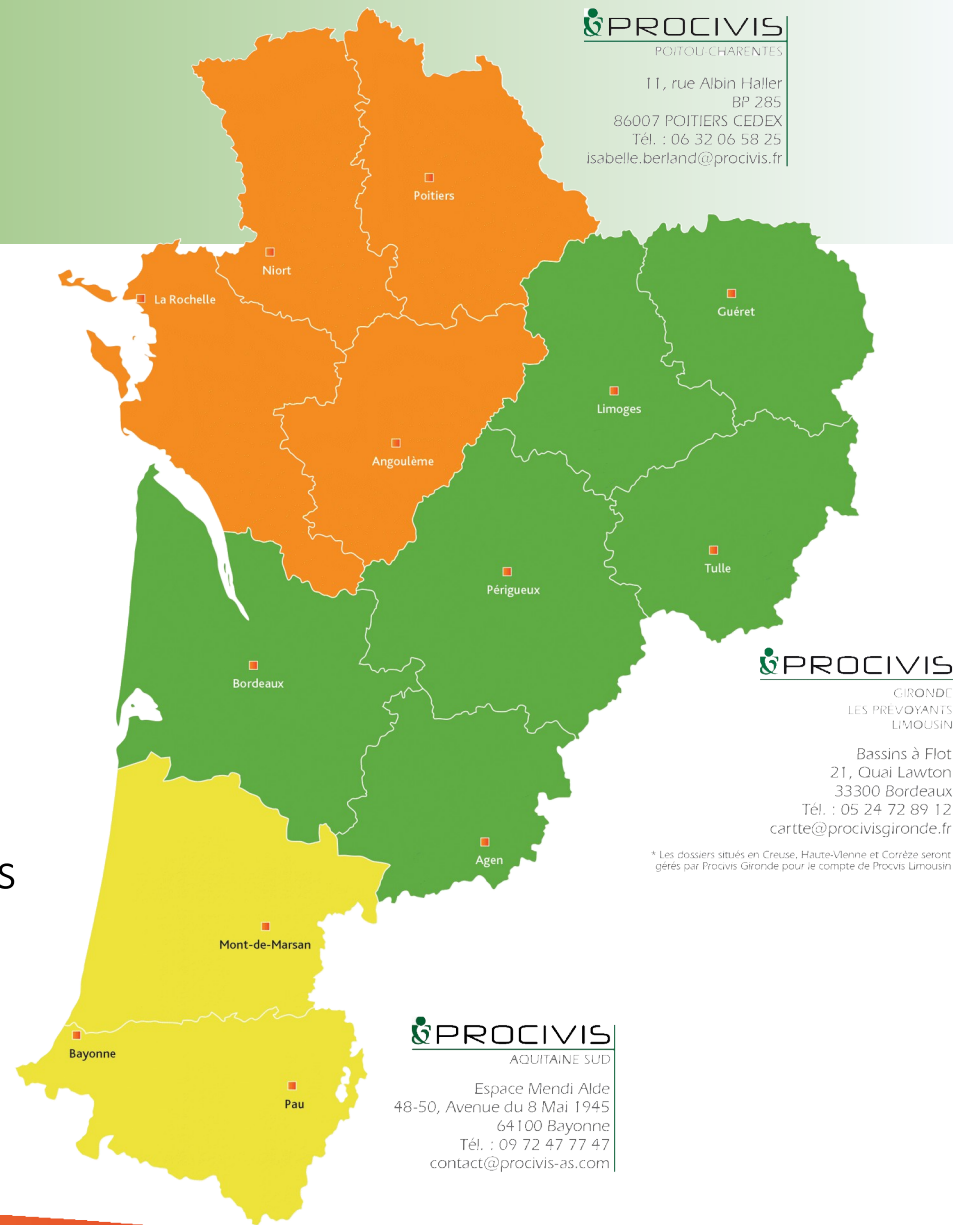 PROCIVIS
POITOU-CHARENTES
11, rue Albin Haller
BP 285
86007 POITIERS CEDEX
Tél. : 06 32 06 58 25
isabelle.berland@procivis.fr
Poitiers
Niort
La Rochelle
Guéret
Limoges
Angoulème
Tulle
Périgueux
Bordeaux
PROCIVIS
GIRONDE
LES PRÉVOYANTS
LIMOUSIN
Bassins à Flot
21, Quai Lawton
33300 Bordeaux
Tél. : 05 24 72 89 12
cartte@procivisgironde.fr
* Les dossiers situés en Creuse, Haute-Vienne et Corrèze seront
gérés par Procivis Gironde pour le compte de Procvis Limousin
Agen
S
Mont-de-Marsan
Bayonne
Pau
PROCIVIS
AQUITAINE SUD
Espace Mendi Alde
48-50, Avenue du 8 Mai 1945
64100 Bayonne
Tél. : 09 72 47 77 47
contact@procivis-as.com